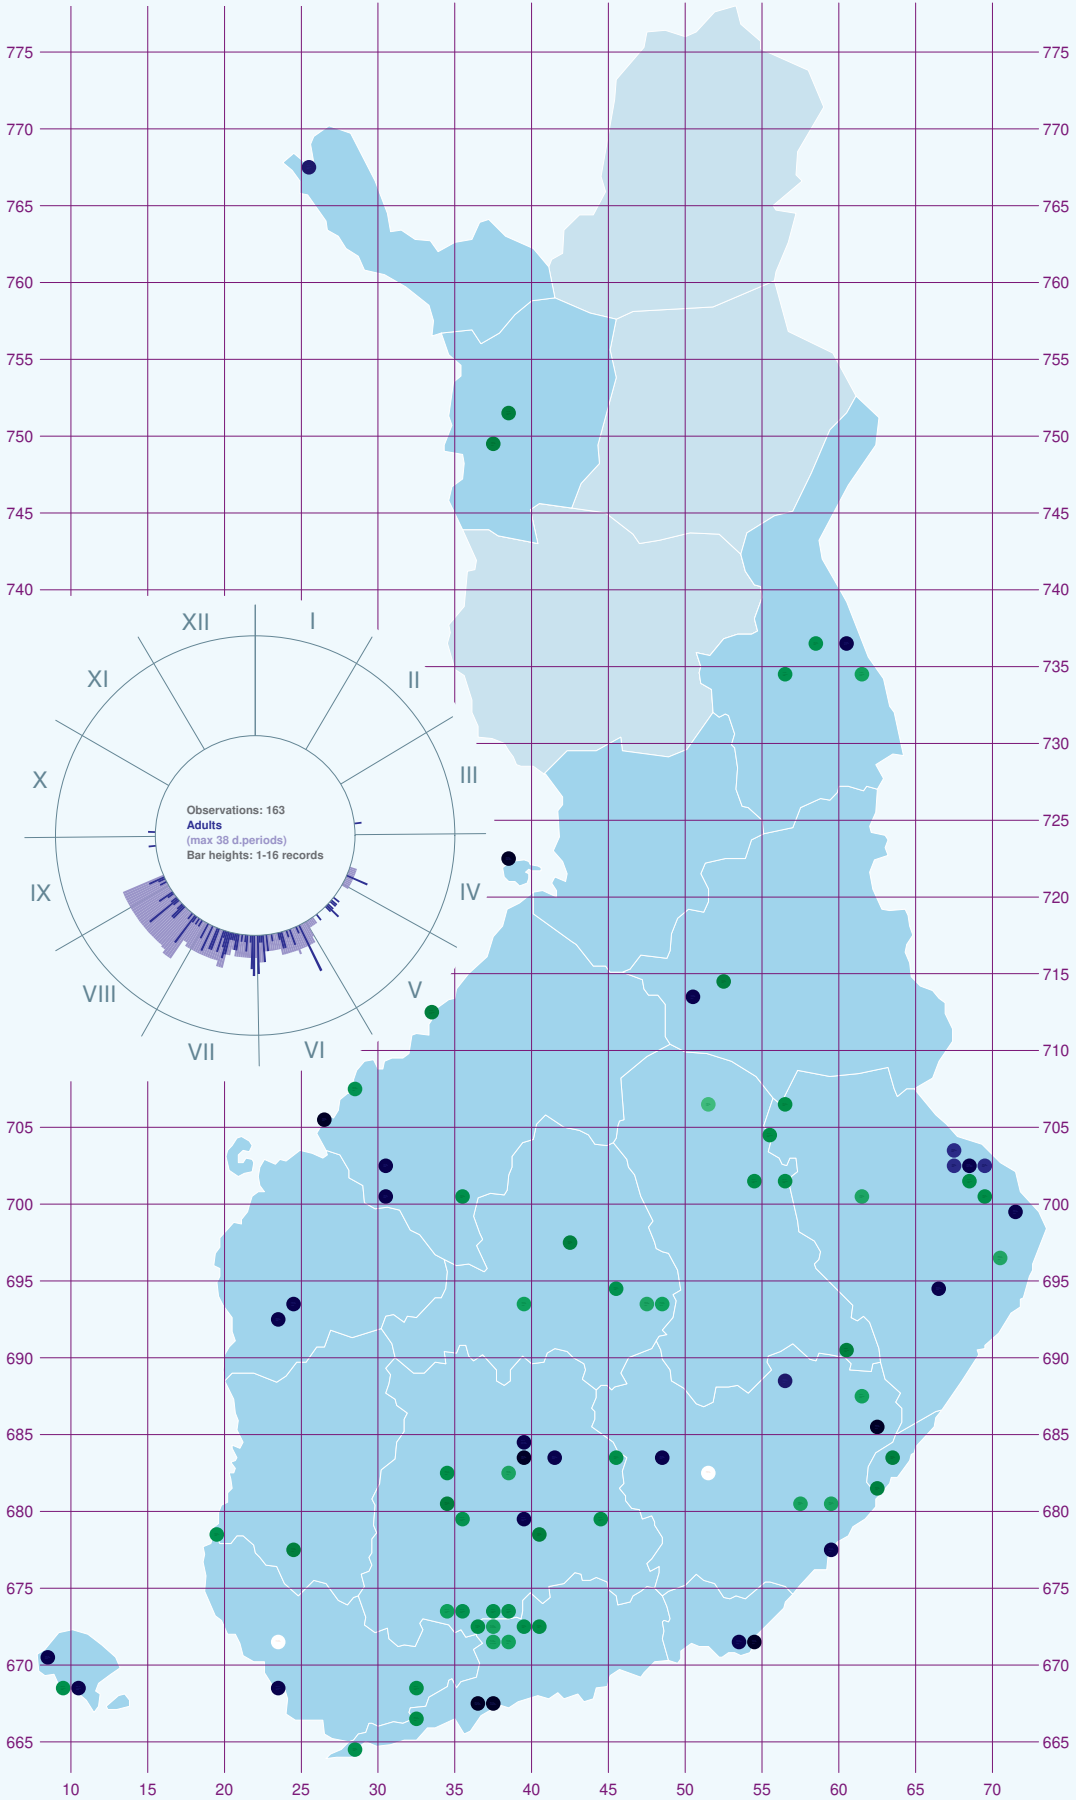 775 775
770 770
765 765
760 760
755 755
750 750
745 745
740 740
XII I
XI II
735
X III
730
IX IV
725
VIII V
720
VII VI
715
710
Observations: 163
Adults
(max 38 d.periods)
Bar heights: 1-16 records
705 705
700 700
695 695
690 690
685 685
680 680
675 675
670 670
665 665
10 15 20 25 30 35 40 45 50 55 60 65 70